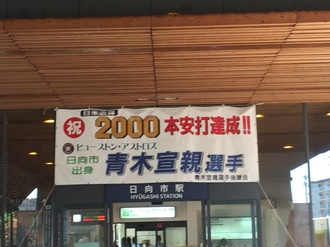 日米通算
祝 2000本安打達成!!
ヒューストン・アストロズ
日向市出身 青木宣親選手
青木宣親選手後援会
日向市駅
HYŪGASHI STATION